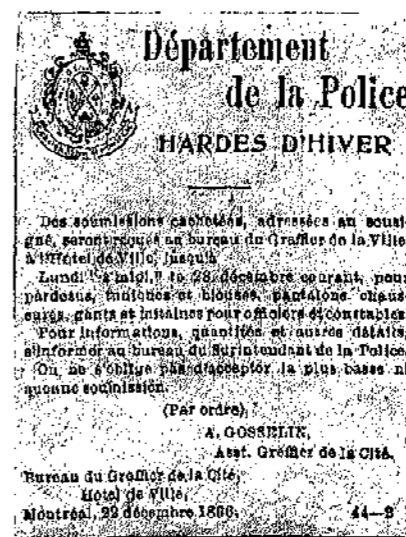 Département
de la Police
HARDES D'HIVER
Des soumissions cachetées, adressées au soussi-
gné, seront reçues au bureau du Greffier de la Ville
à l'Hôtel de Ville, jusqu'à
Lundi à midi, le 28 décembre courant, pour
pardessus, tuniques et blouses, pantalons, chaus-
sures, gants et mitaines pour officiers et constables.
Pour informations, quantités et autres détails,
s'informer au bureau du Surintendant de la Police.
On ne s'oblige pas d'accepter la plus basse ni
aucune soumission.
(Par ordre),
A. GOSSELIN,
Asst. Greffier de la Cité.
Bureau du Greffier de la Cité,
Hotel de Ville,
Montréal, 22 décembre
44—2